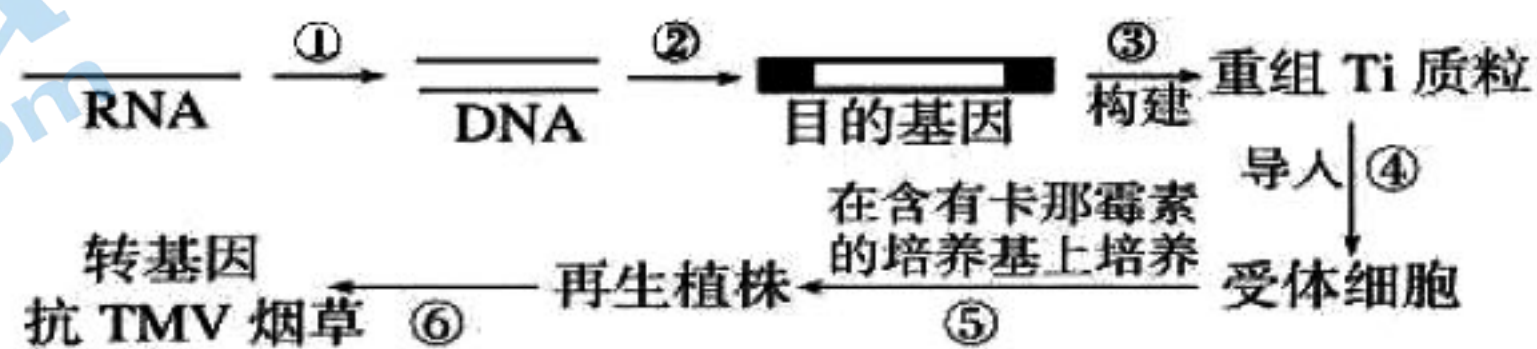 ① ② ③
RNA DNA 目的基因 构建 重组 Ti 质粒
导人 ④
在含有卡那霉素
的培养基上培养
转基因
抗 TMV 烟草 ⑥ 再生植株 ⑤ 受体细胞